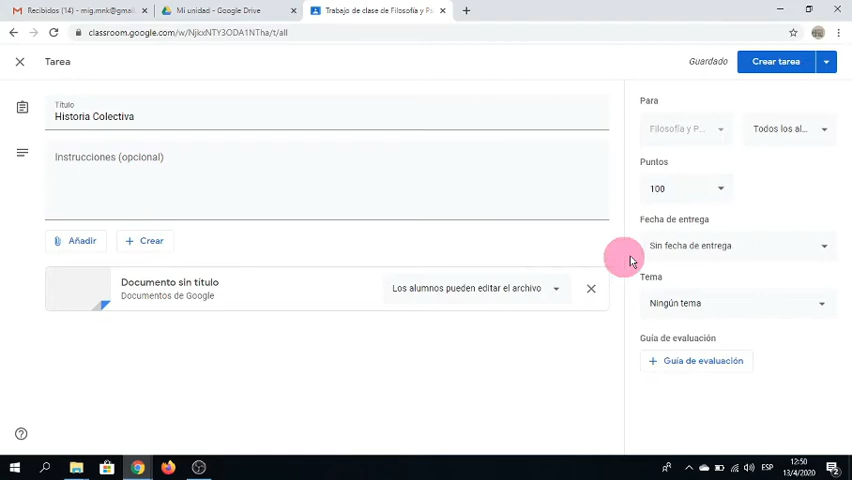 Recibidos (14) - mig.mnk@gmail.
Mi unidad - Google Drive
Trabajo de clase de Filosofía y Ps
classroom.google.com/w/NjkxNTY3ODA1NTha/t/all
Tarea
Guardado
Crear tarea
Título
Historia Colectiva
Instrucciones (opcional)
Añadir
Crear
Documento sin título
Documentos de Google
Los alumnos pueden editar el archivo
Para
Filosofía y P...
Todos los al...
Puntos
100
Fecha de entrega
Sin fecha de entrega
Tema
Ningún tema
Guía de evaluación
Guía de evaluación
ESP
12:50
13/4/2020
2